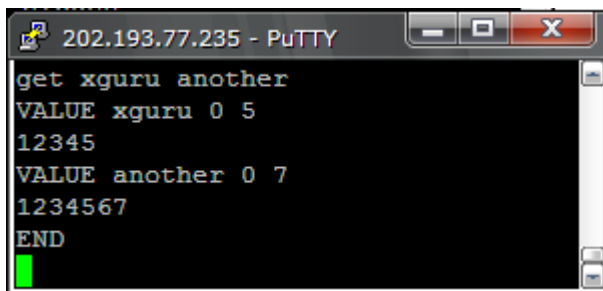 202.193.77.235 - PuTTY
get xguru another
VALUE xguru 0 5
12345
VALUE another 0 7
1234567
END